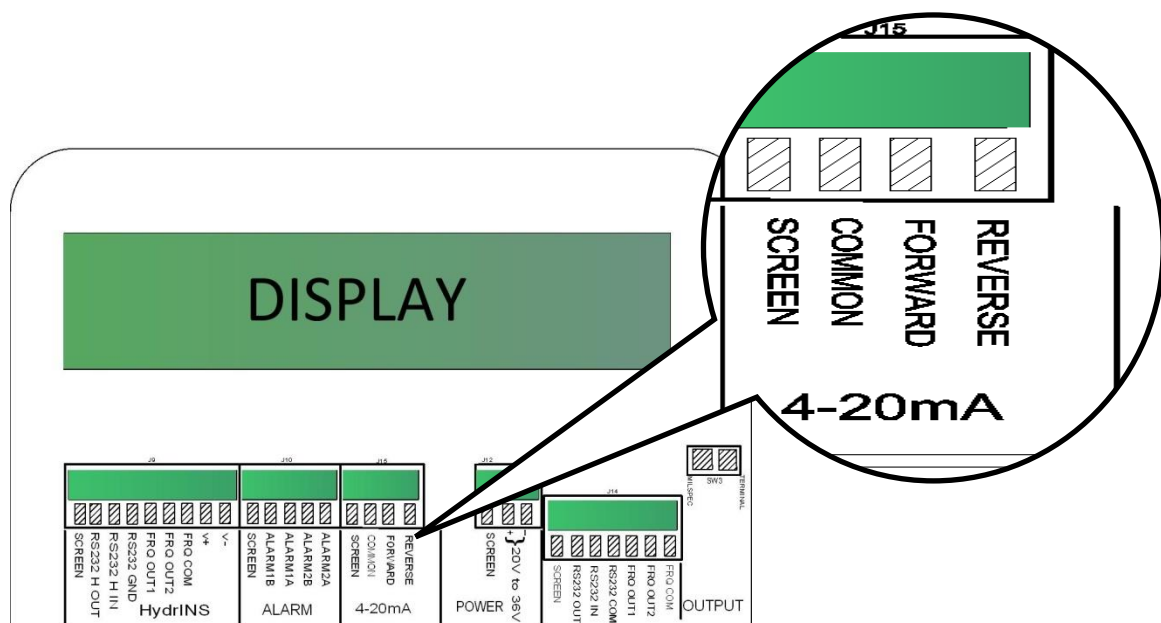 J15
SCREEN
COMMON
FORWARD
REVERSE
4-20mA
DISPLAY
J9
SCREEN
RS232 H OUT
RS232 H IN
RS232 GND
FRQ OUT1
FRQ OUT2
FRQ COM
V+
V-
HydrINS
J10
SCREEN
ALARM1B
ALARM1A
ALARM2B
ALARM2A
ALARM
J15
SCREEN
COMMON
FORWARD
REVERSE
4-20mA
J12
SCREEN
+
-
}20V to 36V
POWER
J14
SCREEN
RS232 OUT
RS232 IN
RS232 COM
FRQ OUT1
FRQ OUT2
FRQ COM
OUTPUT
MILSPEC
SW3
TERMINAL